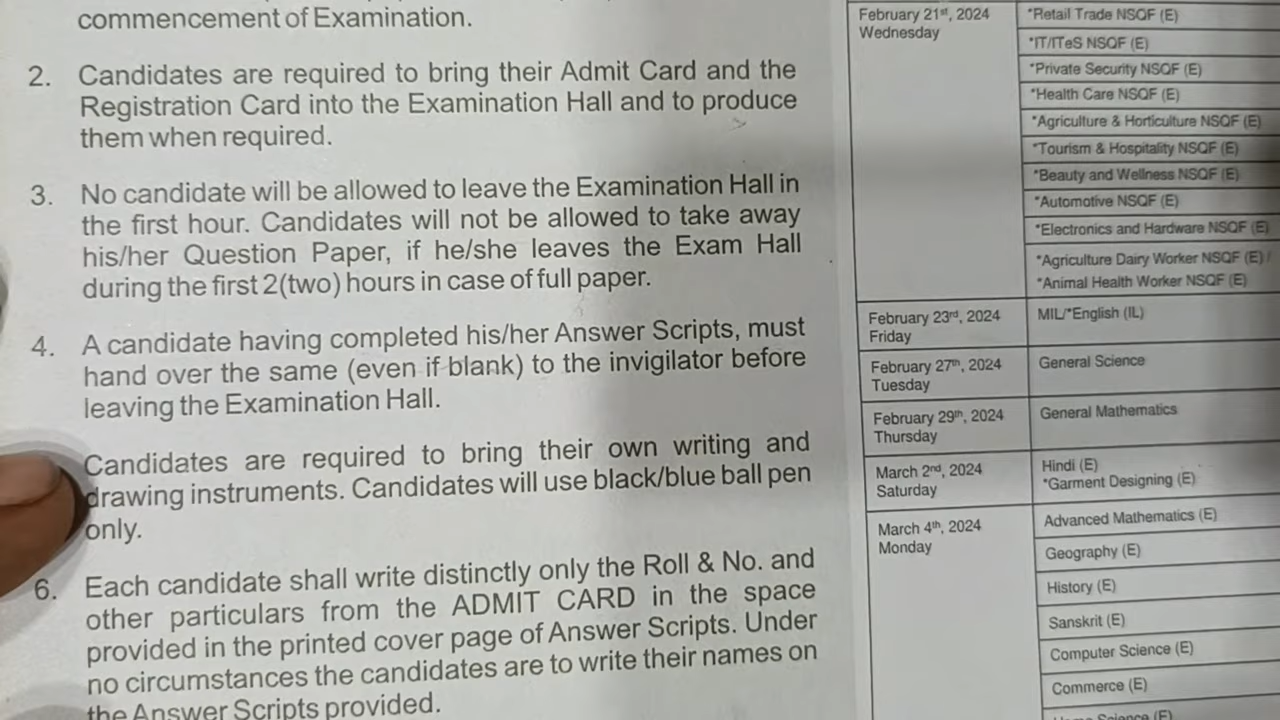 commencement of Examination.
2. Candidates are required to bring their Admit Card and the
Registration Card into the Examination Hall and to produce
them when required.
3. No candidate will be allowed to leave the Examination Hall in
the first hour. Candidates will not be allowed to take away
his/her Question Paper, if he/she leaves the Exam Hall
during the first 2(two) hours in case of full paper.
4. A candidate having completed his/her Answer Scripts, must
hand over the same (even if blank) to the invigilator before
leaving the Examination Hall.
Candidates are required to bring their own writing and
drawing instruments. Candidates will use black/blue ball pen
only.
6. Each candidate shall write distinctly only the Roll & No. and
other particulars from the ADMIT CARD in the space
provided in the printed cover page of Answer Scripts. Under
no circumstances the candidates are to write their names on
the Answer Scripts provided.
February 21st, 2024
Wednesday
*Retail Trade NSQF (E)
*IT/ITeS NSQF (E)
*Private Security NSQF (E)
*Health Care NSQF (E)
*Agriculture & Horticulture NSQF (E)
*Tourism & Hospitality NSQF (E)
*Beauty and Wellness NSQF (E)
*Automotive NSQF (E)
*Electronics and Hardware NSQF (E)
*Agriculture Dairy Worker NSQF (E) /
*Animal Health Worker NSQF (E)
February 23rd, 2024
Friday
MIL/*English (IL)
February 27th, 2024
Tuesday
General Science
February 29th, 2024
Thursday
General Mathematics
March 2nd, 2024
Saturday
Hindi (E)
*Garment Designing (E)
March 4th, 2024
Monday
Advanced Mathematics (E)
Geography (E)
History (E)
Sanskrit (E)
Computer Science (E)
Commerce (E)
Science (E)